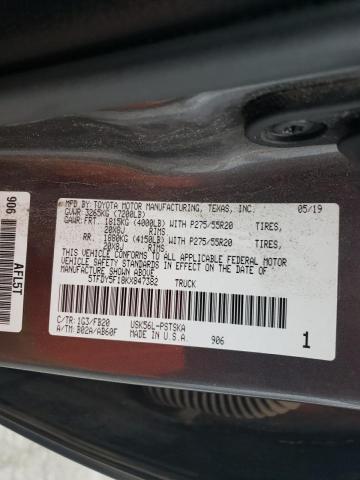 MFD BY: TOYOTA MOTOR MANUFACTURING, TEXAS, INC. 05/19
GVWR 3265KG (7200LB)
GAWR: FRT. 1815KG (4000LB) WITH P275/55R20 TIRES,
20X8J RIMS
RR. 1880KG (4150LB) WITH P275/55R20 TIRES,
20X8J RIMS
THIS VEHICLE CONFORMS TO ALL APPLICABLE FEDERAL MOTOR
VEHICLE SAFETY STANDARDS IN EFFECT ON THE DATE OF
MANUFACTURE SHOWN ABOVE.
5TFDY5F18KX847382 TRUCK
C/TR: 1G3/FB20 USK56L-PSTSKA
A/TM: B02A/AB60F MADE IN U.S.A. 906 1
906
AFL5T